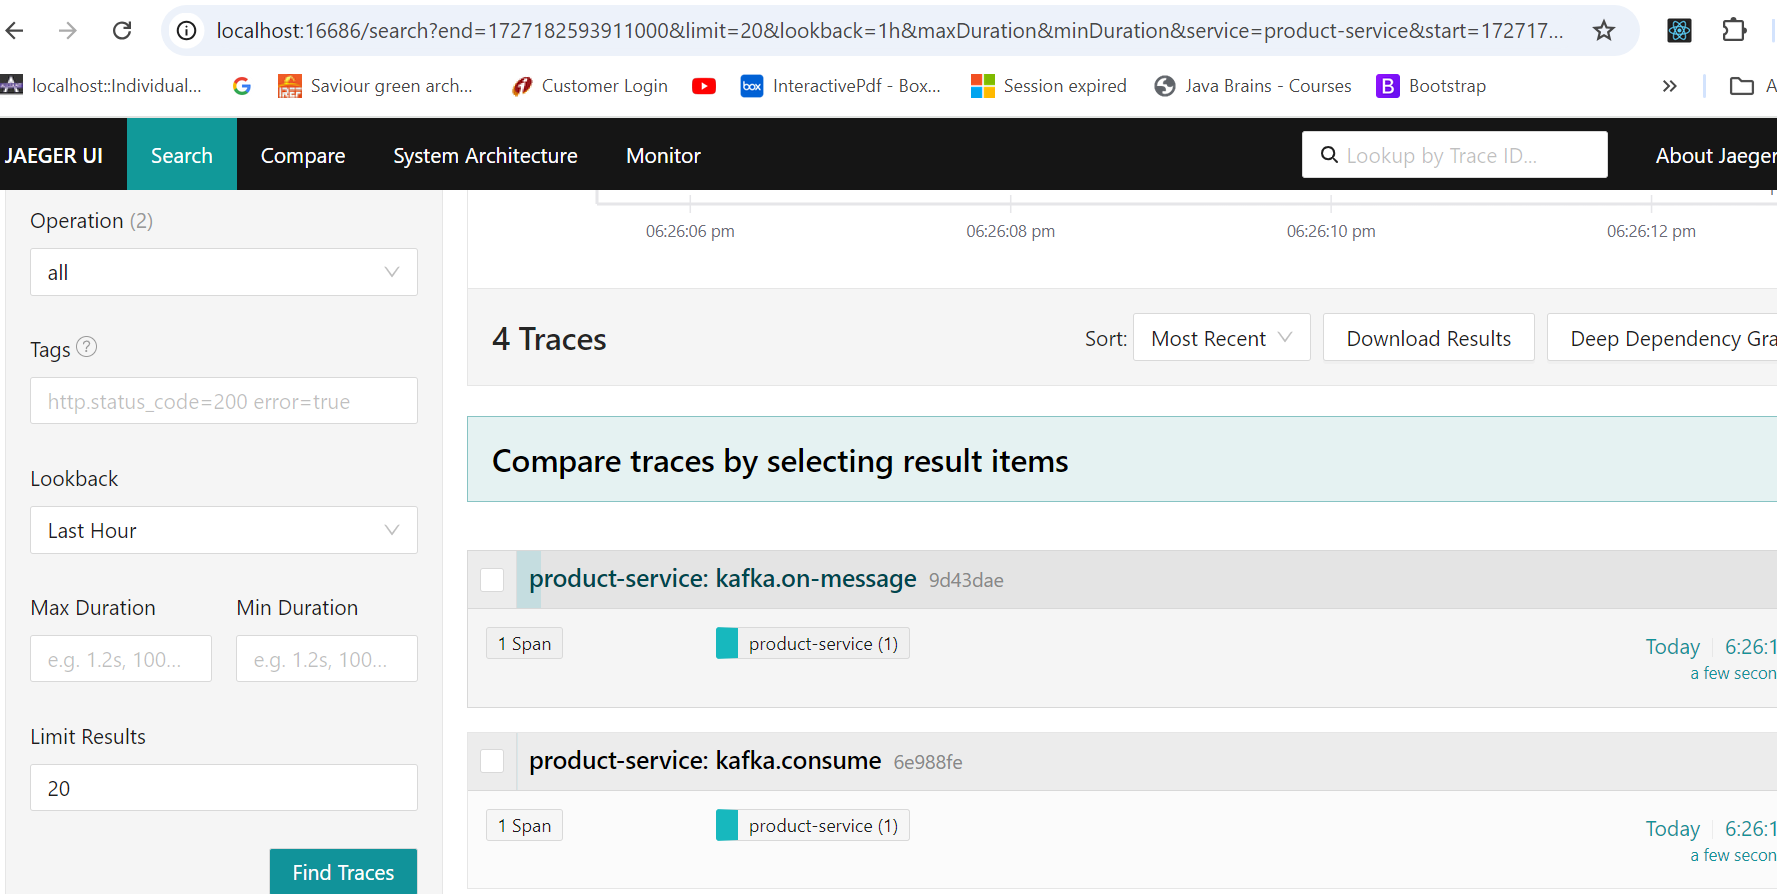 localhost:16686/search?end=1727182593911000&limit=20&lookback=1h&maxDuration&minDuration&service=product-service&start=172717...
localhost::Individual... Saviour green arch... Customer Login box InteractivePdf - Box... Session expired Java Brains - Courses B Bootstrap » A
JAEGER UI Search Compare System Architecture Monitor Lookup by Trace ID... About Jaeger
Operation (2)
all
Tags ?
http.status_code=200 error=true
Lookback
Last Hour
Max Duration Min Duration
e.g. 1.2s, 100... e.g. 1.2s, 100...
Limit Results
20
Find Traces
06:26:06 pm 06:26:08 pm 06:26:10 pm 06:26:12 pm
4 Traces
Sort: Most Recent Download Results Deep Dependency Gra
Compare traces by selecting result items
product-service: kafka.on-message 9d43dae
1 Span product-service (1) Today 6:26:1
a few secon
product-service: kafka.consume 6e988fe
1 Span product-service (1) Today 6:26:1
a few secon